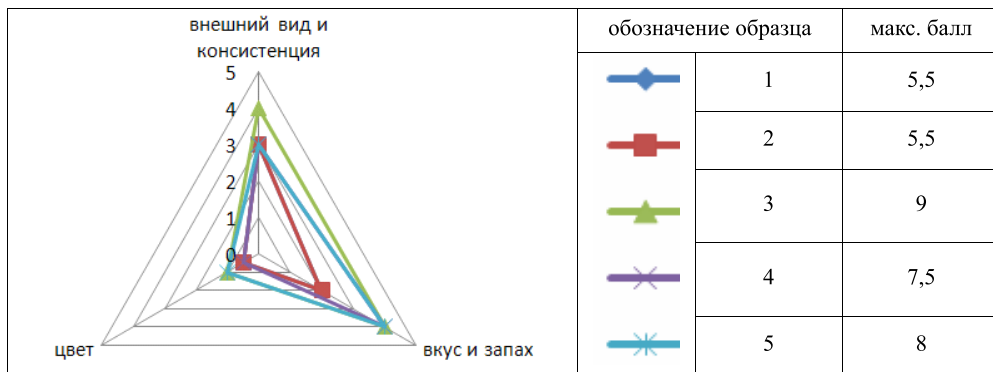 внешний вид и
консистенция
5
4
3
2
1
0
цвет
вкус и запах
обозначение образца макс. балл
1 5,5
2 5,5
3 9
4 7,5
5 8